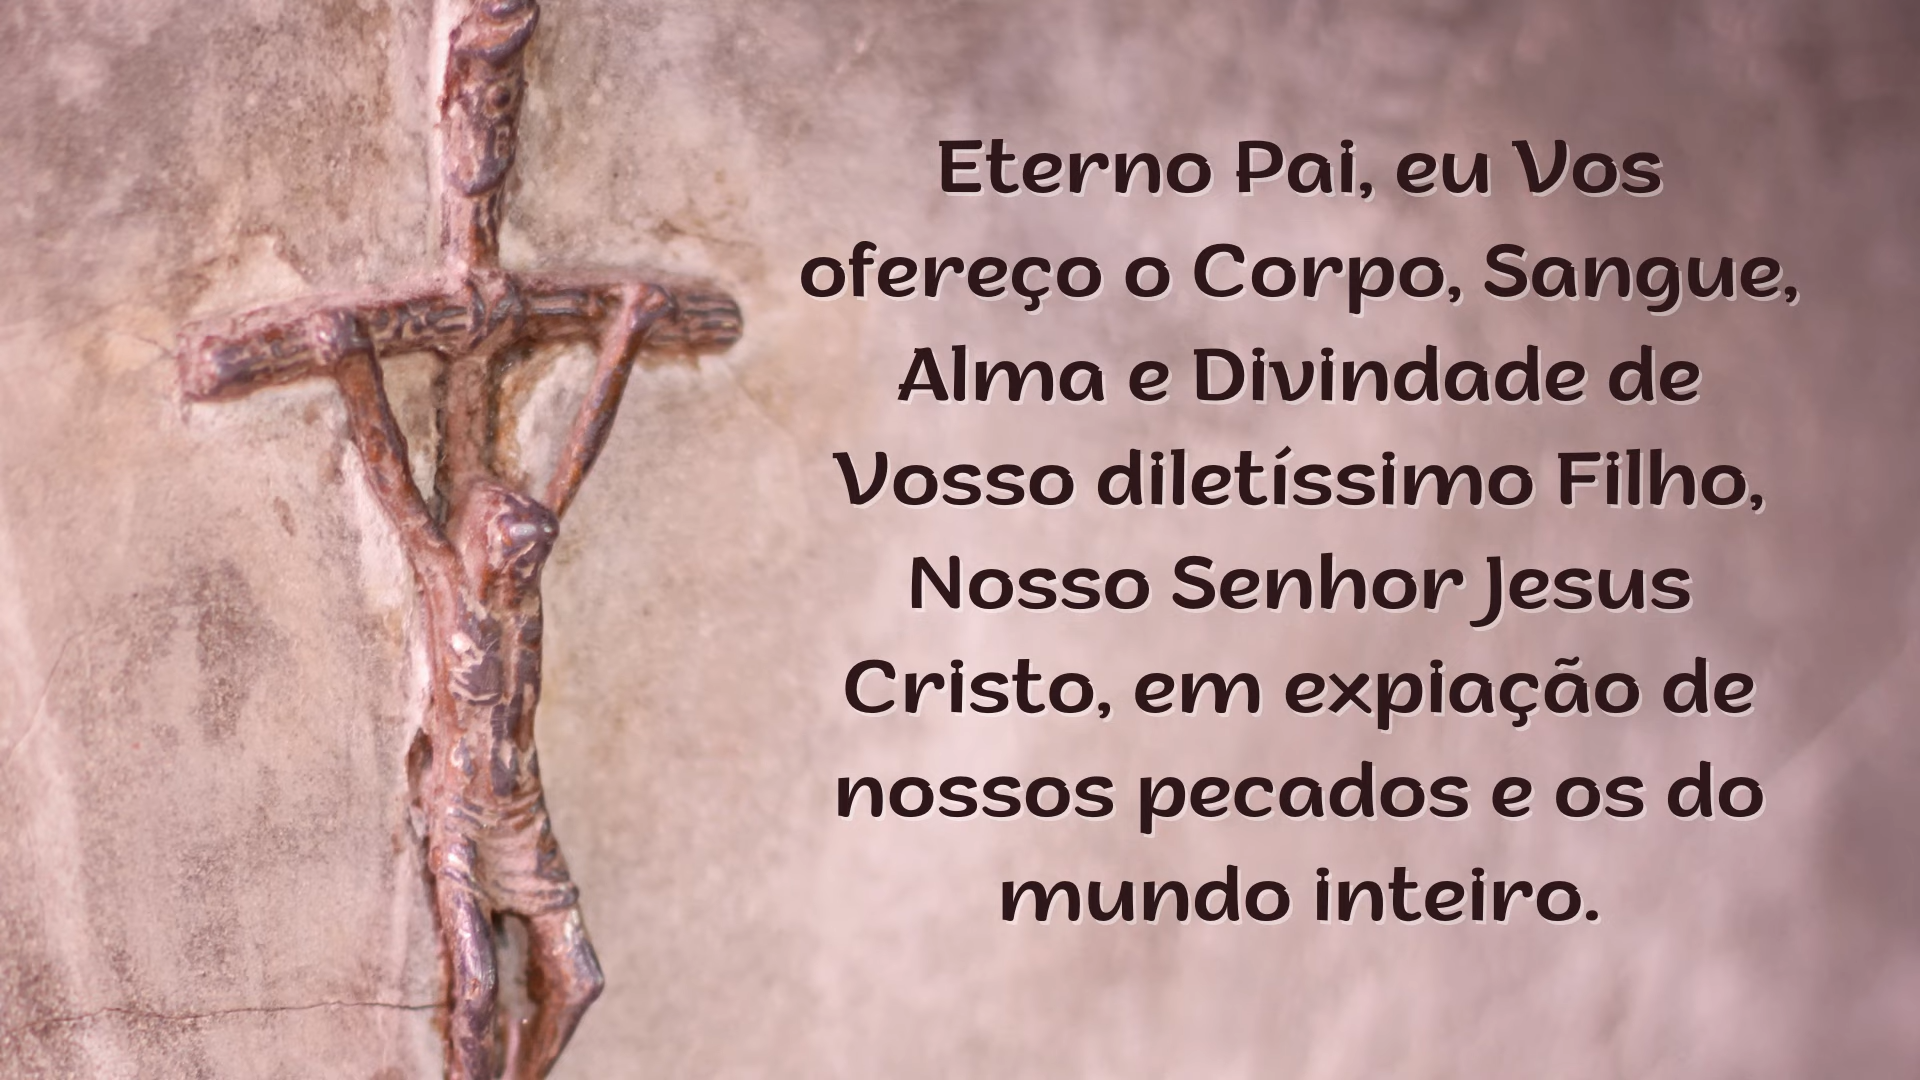 Eterno Pai, eu Vos
ofereço o Corpo, Sangue,
Alma e Divindade de
Vosso diletíssimo Filho,
Nosso Senhor Jesus
Cristo, em expiação de
nossos pecados e os do
mundo inteiro.